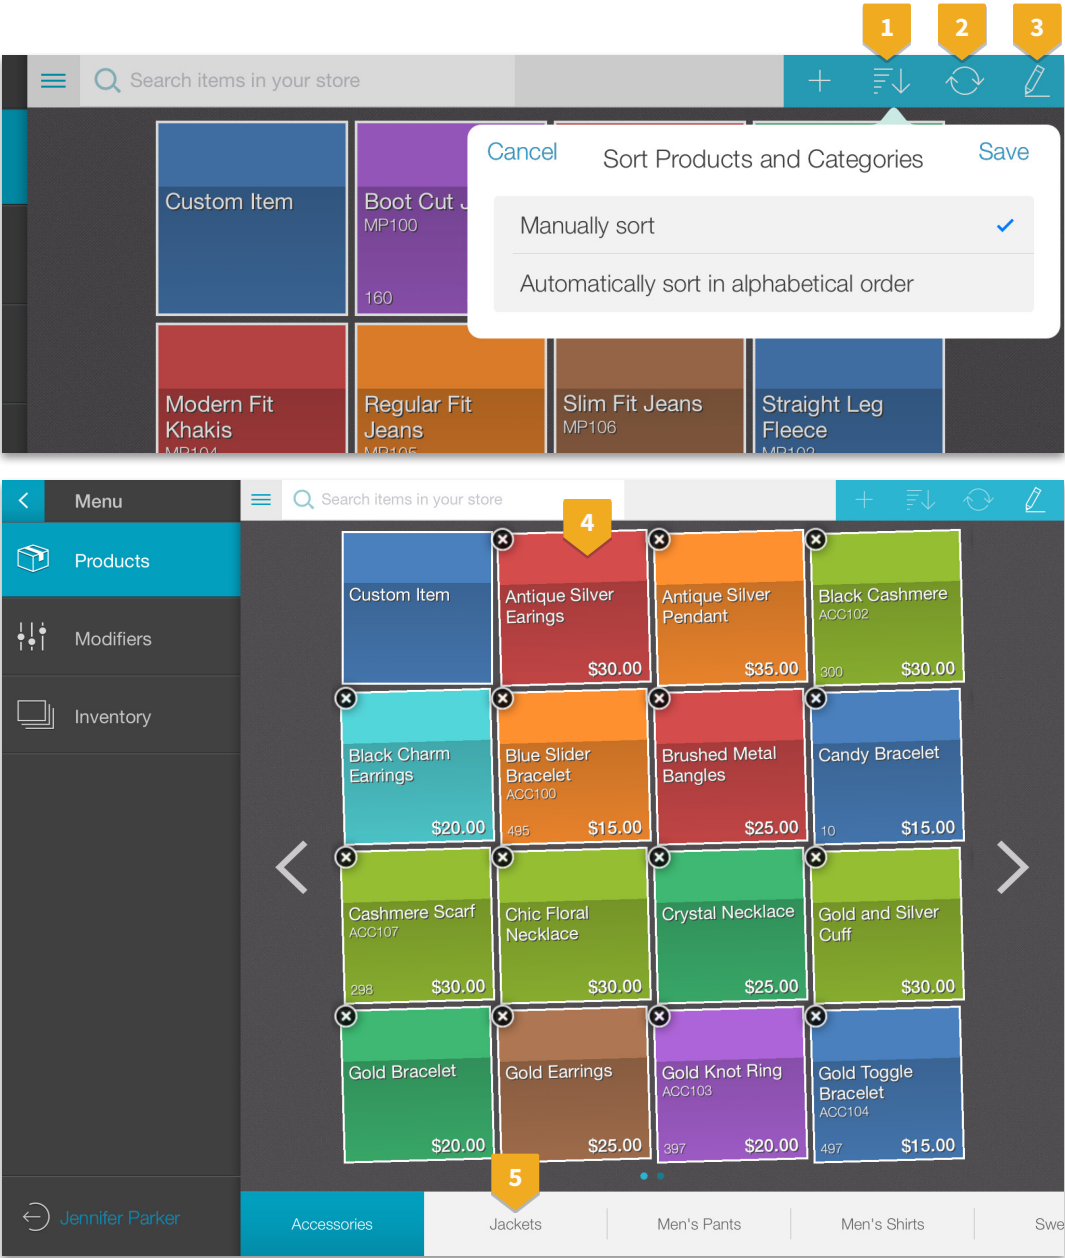 1 2 3
Search items in your store
Cancel Sort Products and Categories Save
Manually sort
Automatically sort in alphabetical order
Custom Item
Boot Cut
MP100
160
Modern Fit
Khakis
MP104
Regular Fit
Jeans
MP105
Slim Fit Jeans
MP106
Straight Leg
Fleece
MP102
Menu
Search items in your store
4
Products
Modifiers
Inventory
Custom Item
Antique Silver
Earings
$30.00
Antique Silver
Pendant
$35.00
Black Cashmere
ACC102
300 $30.00
Black Charm
Earrings
$20.00
Blue Slider
Bracelet
ACC100
495 $15.00
Brushed Metal
Bangles
$25.00
Candy Bracelet
10 $15.00
Cashmere Scarf
ACC107
298 $30.00
Chic Floral
Necklace
$30.00
Crystal Necklace
$25.00
Gold and Silver
Cuff
$30.00
Gold Bracelet
$20.00
Gold Earrings
$25.00
Gold Knot Ring
ACC103
397 $20.00
Gold Toggle
Bracelet
ACC104
497 $15.00
5
Jennifer Parker
Accessories Jackets Men's Pants Men's Shirts Swe